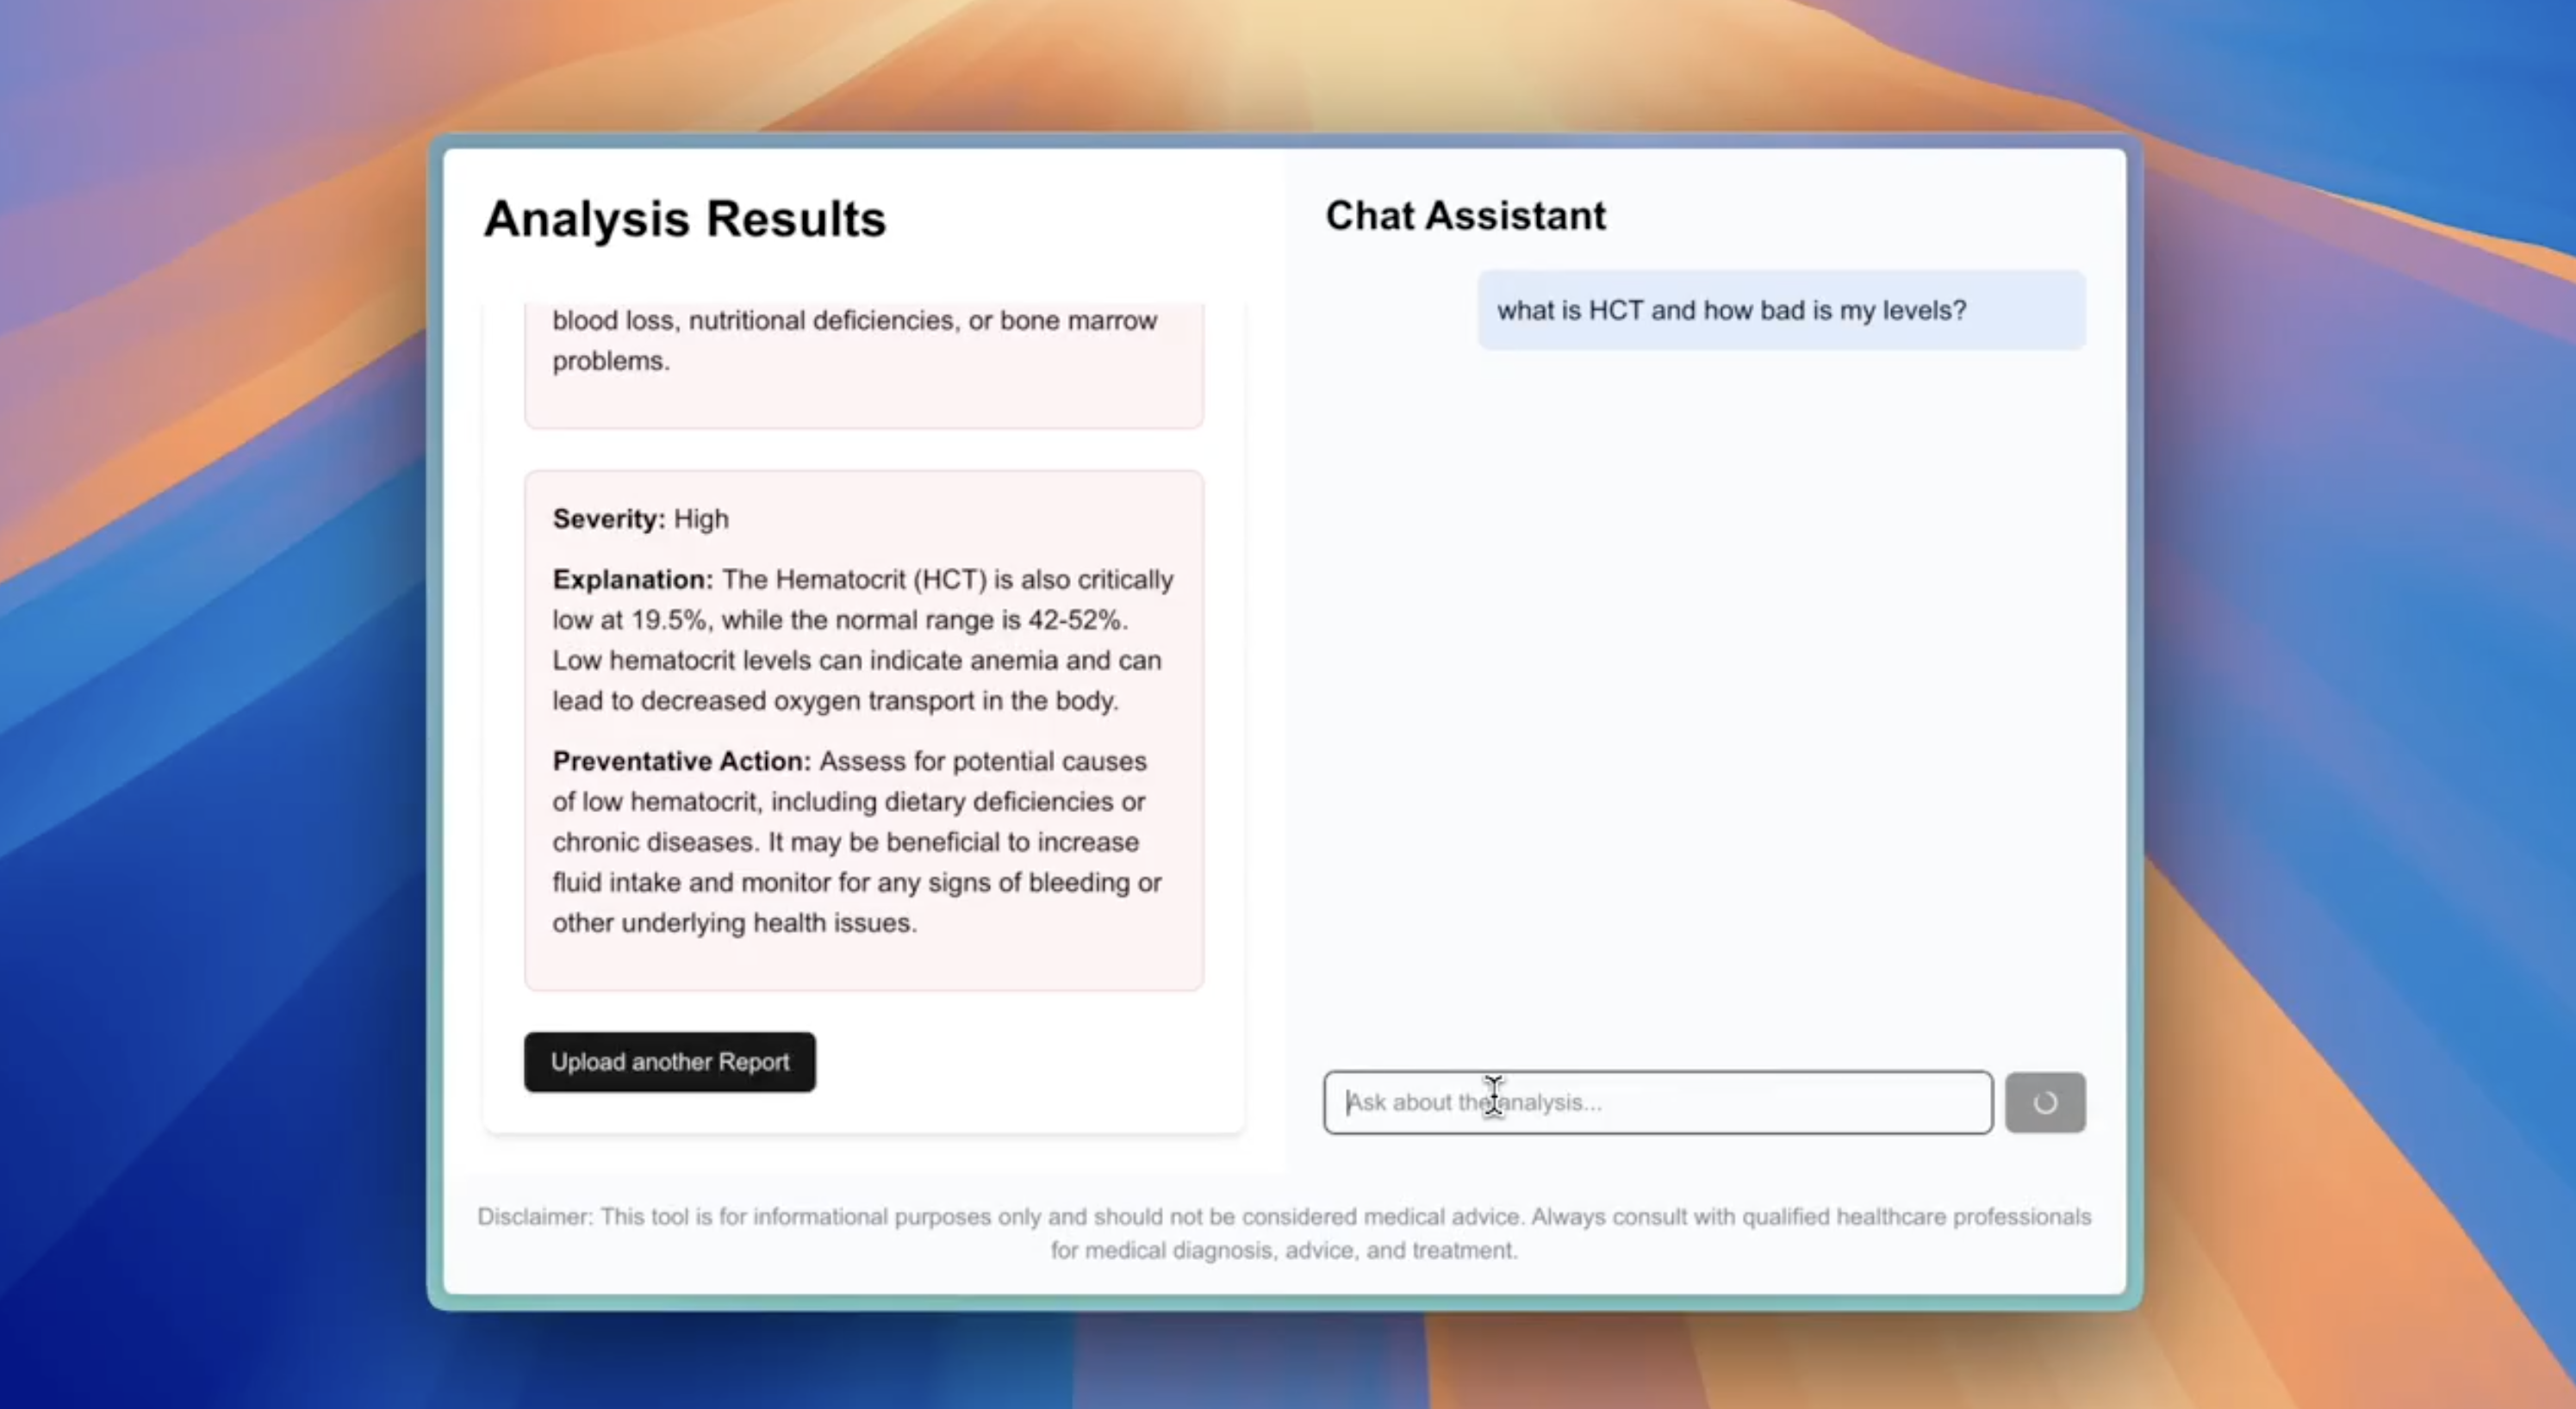 Analysis Results
blood loss, nutritional deficiencies, or bone marrow
problems.
Severity: High
Explanation: The Hematocrit (HCT) is also critically
low at 19.5%, while the normal range is 42-52%.
Low hematocrit levels can indicate anemia and can
lead to decreased oxygen transport in the body.
Preventative Action: Assess for potential causes
of low hematocrit, including dietary deficiencies or
chronic diseases. It may be beneficial to increase
fluid intake and monitor for any signs of bleeding or
other underlying health issues.
Upload another Report
Chat Assistant
what is HCT and how bad is my levels?
Ask about the analysis...
Disclaimer: This tool is for informational purposes only and should not be considered medical advice. Always consult with qualified healthcare professionals
for medical diagnosis, advice, and treatment.